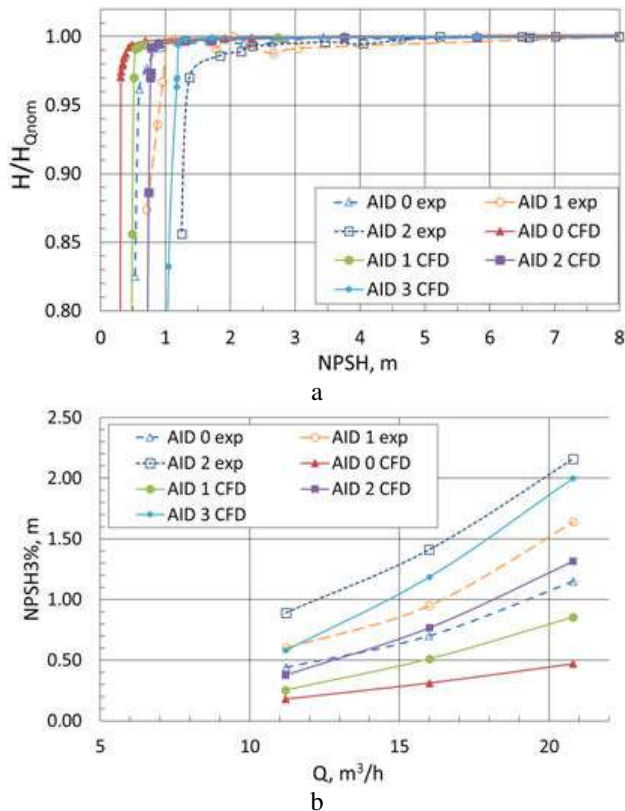 1.00
0.95
0.90
0.85
0.80
H/H_Qnom
AID 0 exp
AID 1 exp
AID 2 exp
AID 0 CFD
AID 1 CFD
AID 2 CFD
AID 3 CFD
0 1 2 3 4 5 6 7 8
NPSH, m
a
2.50
2.00
1.50
1.00
0.50
0.00
NPSH3%, m
AID 0 exp
AID 1 exp
AID 2 exp
AID 0 CFD
AID 1 CFD
AID 2 CFD
AID 3 CFD
5 10 15 20
Q, m³/h
b